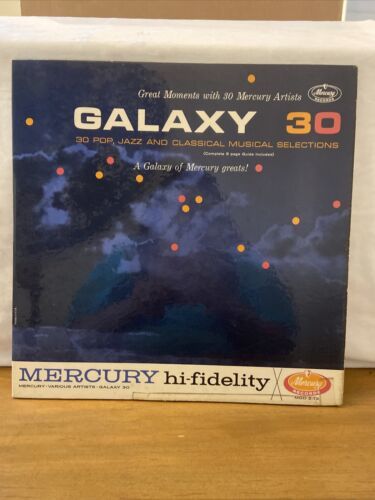 Great Moments with 30 Mercury Artists
Mercury
RECORDS
GALAXY 30
30 POP, JAZZ AND CLASSICAL MUSICAL SELECTIONS
(Complete 8 page Guide Included)
A Galaxy of Mercury greats!
MERCURY hi-fidelity
Mercury
RECORDS
MERCURY · VARIOUS ARTISTS · GALAXY 30